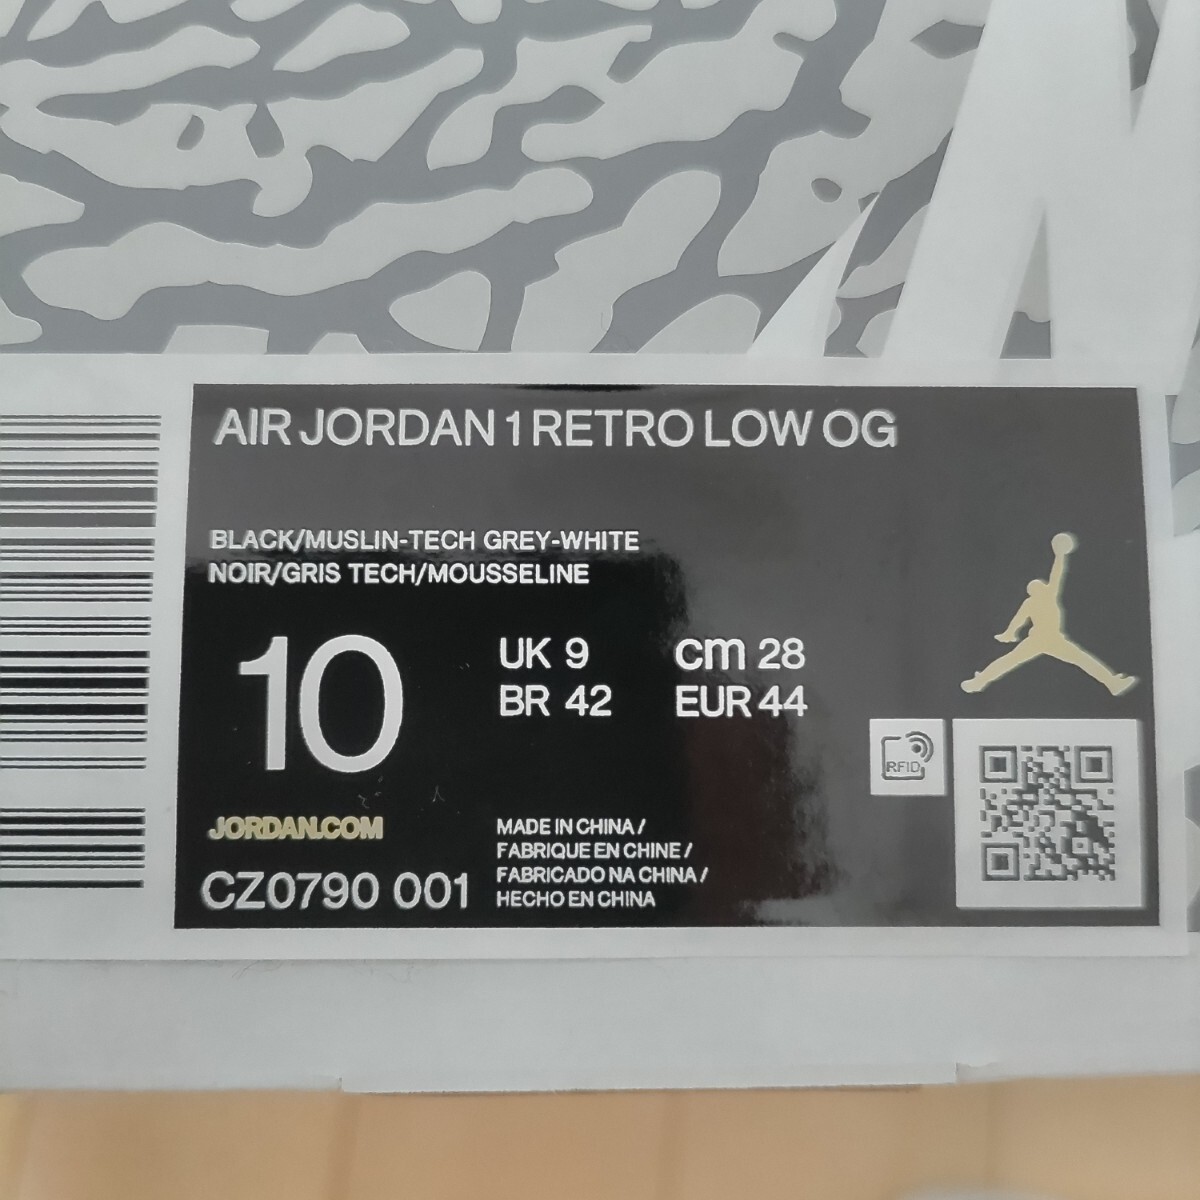 AIR JORDAN 1 RETRO LOW OG
BLACK/MUSLIN-TECH GREY-WHITE
NOIR/GRIS TECH/MOUSSELINE
10
UK 9
cm 28
BR 42
EUR 44
RFID
JORDAN.COM
CZ0790 001
MADE IN CHINA /
FABRIQUE EN CHINE /
FABRICADO NA CHINA /
HECHO EN CHINA